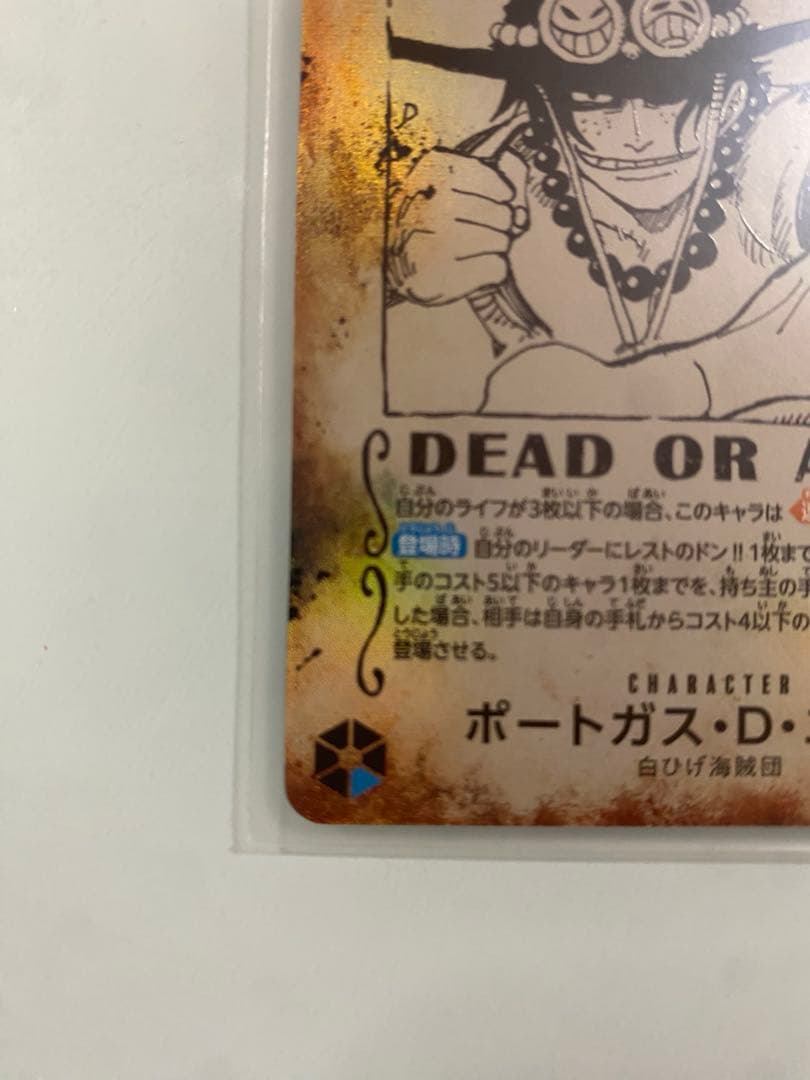 DEAD OR A
自分のライフが3枚以下の場合、このキャラは
登場時 自分のリーダーにレストのドン!!1枚まで
手のコスト5以下のキャラ1枚までを、持ち主の手
した場合、相手は自身の手札からコスト4以下の
登場させる。
CHARACTER
ポートガス・D・
白ひげ海賊団